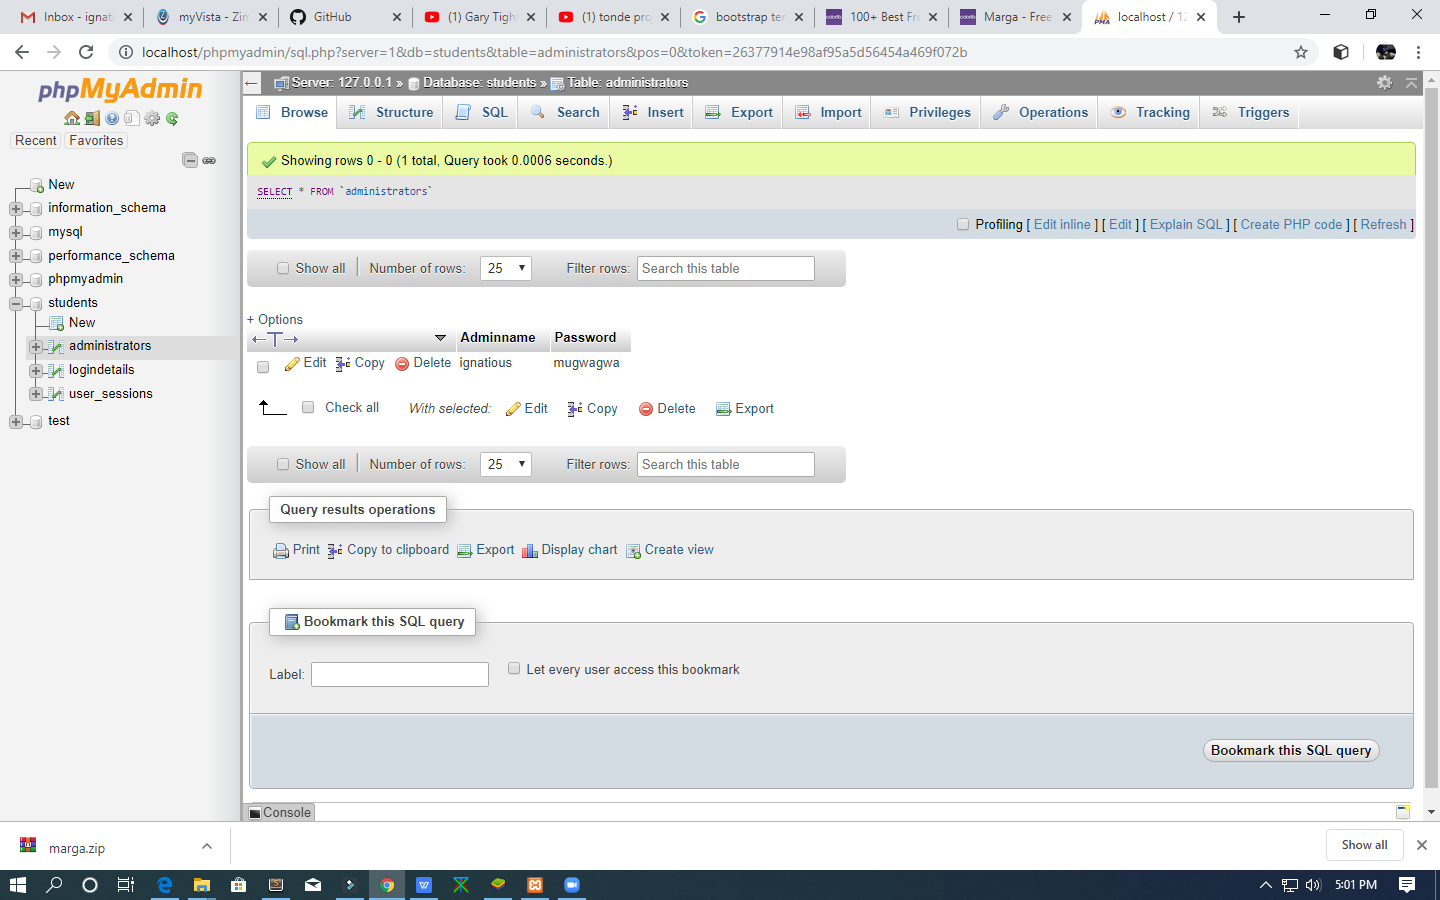 Inbox - ignati
myVista - Zim
GitHub
(1) Gary Tight
(1) tonde pro
bootstrap ter
100+ Best Fre
Marga - Free
localhost / 12
localhost/phpmyadmin/sql.php?server=1&db=students&table=administrators&pos=0&token=26377914e98af95a5d56454a469f072b
phpMyAdmin
Recent Favorites
New
information_schema
mysql
performance_schema
phpmyadmin
students
New
administrators
logindetails
user_sessions
test
Server: 127.0.0.1 » Database: students » Table: administrators
Browse Structure SQL Search Insert Export Import Privileges Operations Tracking Triggers
Showing rows 0 - 0 (1 total, Query took 0.0006 seconds.)
SELECT * FROM `administrators`
Profiling [ Edit inline ] [ Edit ] [ Explain SQL ] [ Create PHP code ] [ Refresh ]
Show all Number of rows: 25 Filter rows: Search this table
+ Options
Adminname Password
Edit Copy Delete ignatious mugwagwa
Check all With selected: Edit Copy Delete Export
Show all Number of rows: 25 Filter rows: Search this table
Query results operations
Print Copy to clipboard Export Display chart Create view
Bookmark this SQL query
Label: Let every user access this bookmark
Bookmark this SQL query
Console
marga.zip
Show all
5:01 PM